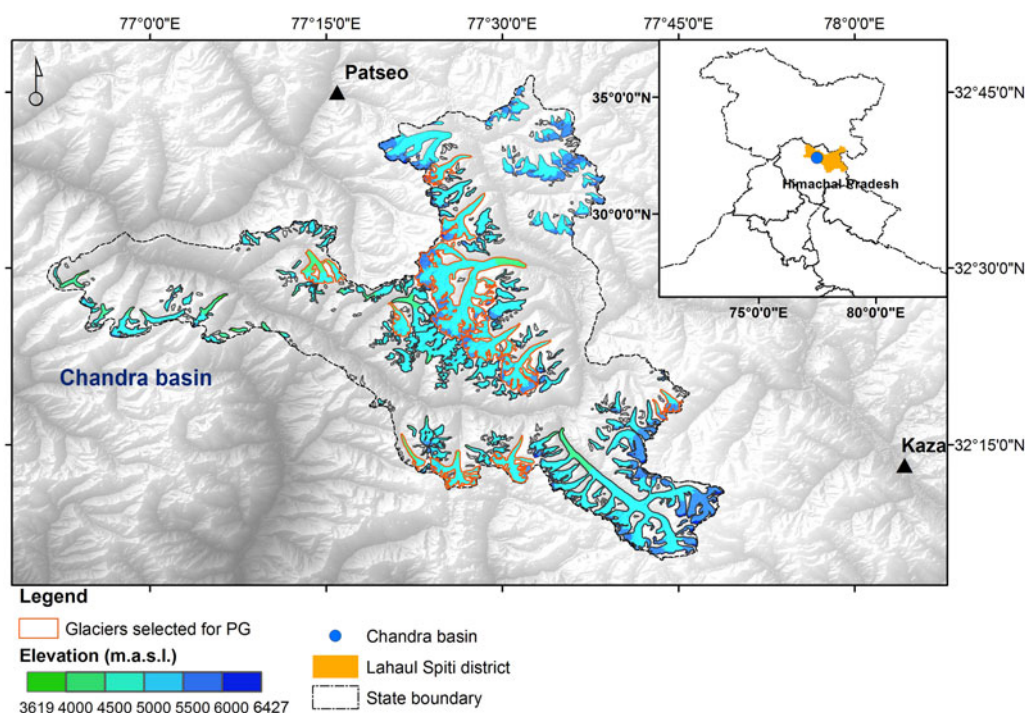 77°0'0"E 77°15'0"E 77°30'0"E 77°45'0"E 78°0'0"E
Patseo
35°0'0"N
32°45'0"N
Himachal Pradesh
30°0'0"N
32°30'0"N
75°0'0"E 80°0'0"E
Chandra basin
Kaza
32°15'0"N
Legend
Glaciers selected for PG
Elevation (m.a.s.l.)
3619 4000 4500 5000 5500 6000 6427
Chandra basin
Lahaul Spiti district
State boundary